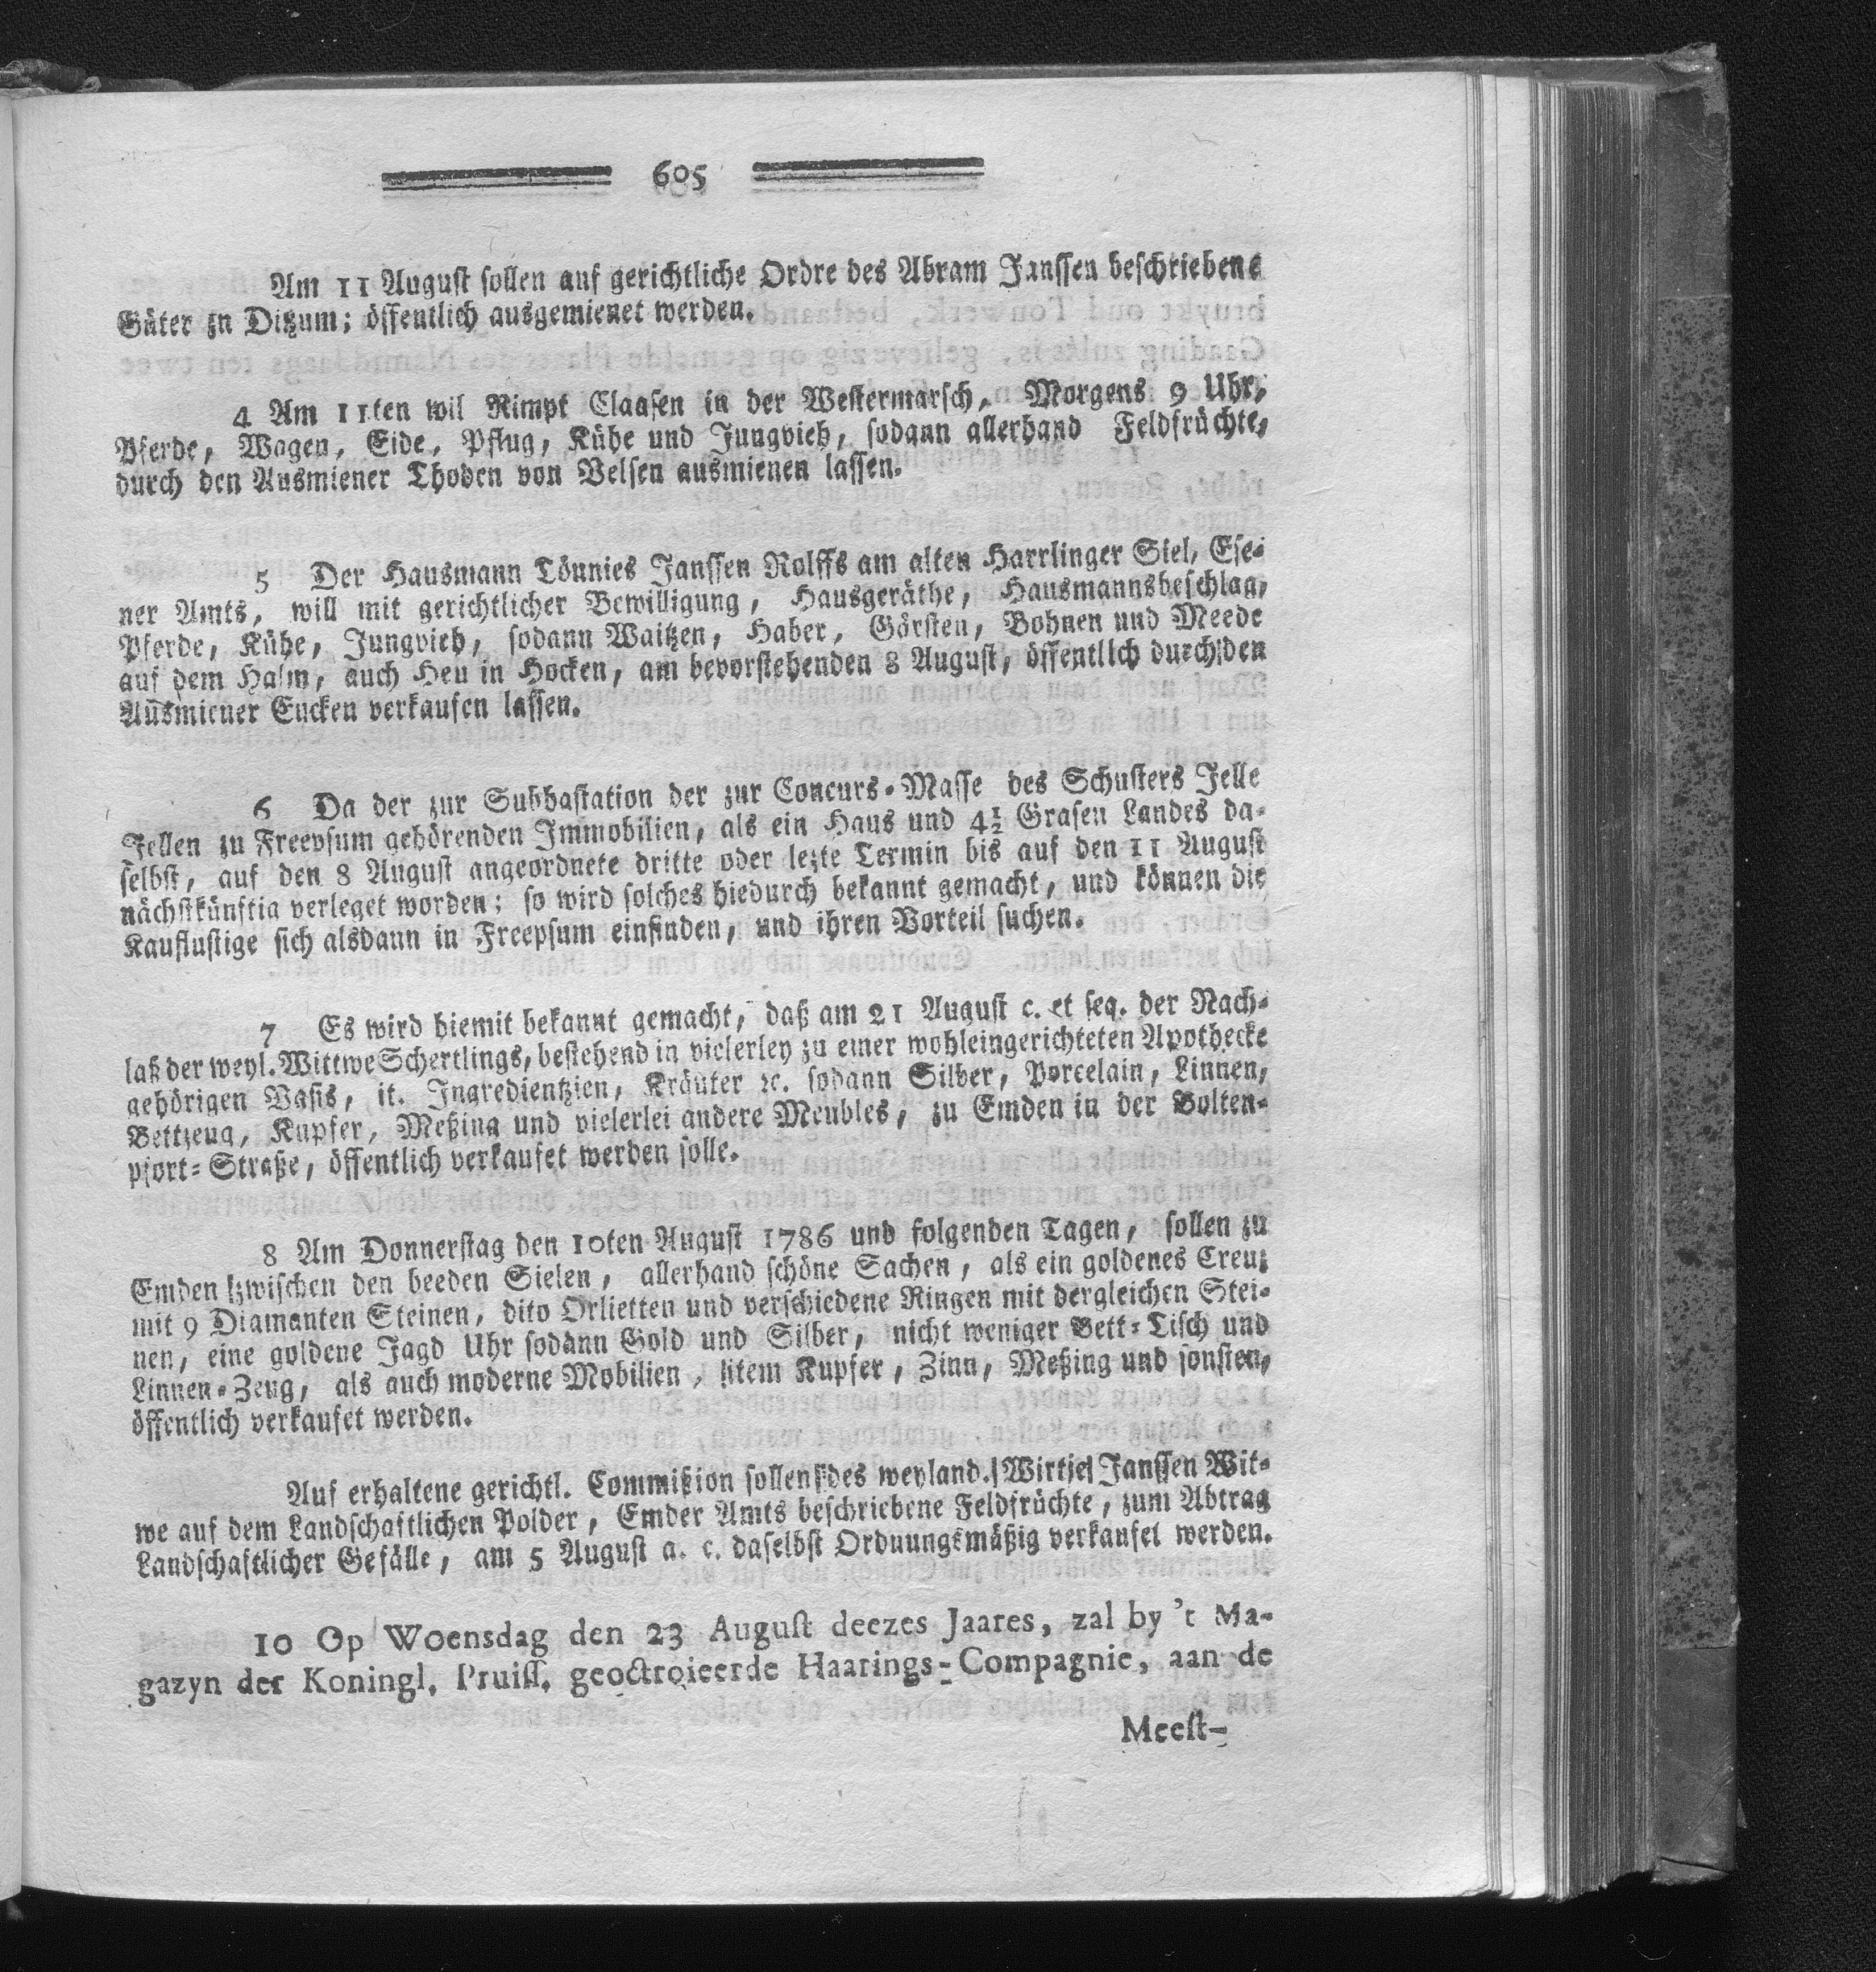 605
Am 11 August sollen auf gerichtliche Ordre des Abram Janssen beschriebene
Güter zu Ditzum; öffentlich ausgemienet werden.
4 Am 11ten wil Rimpt Claasen in der Westermarsch, Morgens 9 Uhr,
Pferde, Wagen, Eide, Pflug, Kühe und Jungvieh, sodann allerhand Feldfrüchte,
durch den Ausmiener Thoden von Velsen ausmienen lassen.
5 Der Hausmann Tönnies Janssen Rolffs am alten Harrlinger Siel, Ese-
ner Amts, will mit gerichtlicher Bewilligung, Hausgeräthe, Hausmannsbeschlag,
Pferde, Kühe, Jungvieh, sodann Waitzen, Haber, Gärsten, Bohnen und Meede
auf dem Halm, auch Heu in Hocken, am bevorstehenden 8 August, öffentlich durch den
Ausmiener Eucken verkaufen lassen.
6 Da der zur Subhastation der zur Concurs-Masse des Schusters Jelle
Jellen zu Freepsum gehörenden Immobilien, als ein Haus und 4½ Grasen Landes da-
selbst, auf den 8 August angeordnete dritte oder lezte Termin bis auf den 11 August
nächstkünftig verleget worden; so wird solches hiedurch bekannt gemacht, und können die
Kauflustige sich alsdann in Freepsum einfinden, und ihren Vorteil suchen.
7 Es wird hiemit bekannt gemacht, daß am 21 August c. et seq. der Nach-
laß der weyl. Wittwe Schertlings, bestehend in vielerley zu einer wohleingerichteten Apothecke
gehörigen Vasis, it. Ingredientzien, Kräuter ꝛc. sodann Silber, Porcelain, Linnen,
Bettzeug, Kupfer, Meßing und vielerlei andere Meubles, zu Emden in der Bolten-
pfort-Straße, öffentlich verkaufet werden solle.
8 Am Donnerstag den 10ten August 1786 und folgenden Tagen, sollen zu
Emden zwischen den beeden Sielen, allerhand schöne Sachen, als ein goldenes Creuz
mit 9 Diamanten Steinen, dito Orlietten und verschiedene Ringen mit dergleichen Stei-
nen, eine goldene Jagd Uhr sodann Gold und Silber, nicht weniger Bett-Tisch und
Linnen-Zeug, als auch moderne Mobilien, item Kupfer, Zinn, Meßing und sonsten,
öffentlich verkaufet werden.
Auf erhaltene gerichtl. Commißion sollen des weyland. Wirtje Janssen Wit-
we auf dem Landschaftlichen Polder, Emder Amts beschriebene Feldfrüchte, zum Abtrag
Landschaftlicher Gefälle, am 5 August a. c. daselbst Ordnungsmäßig verkaufet werden.
10 Op Woensdag den 23 August deezes Jaares, zal by 't Ma-
gazyn der Koningl. Pruiss. geoctroieerde Haarings-Compagnie, aan de
Meest-